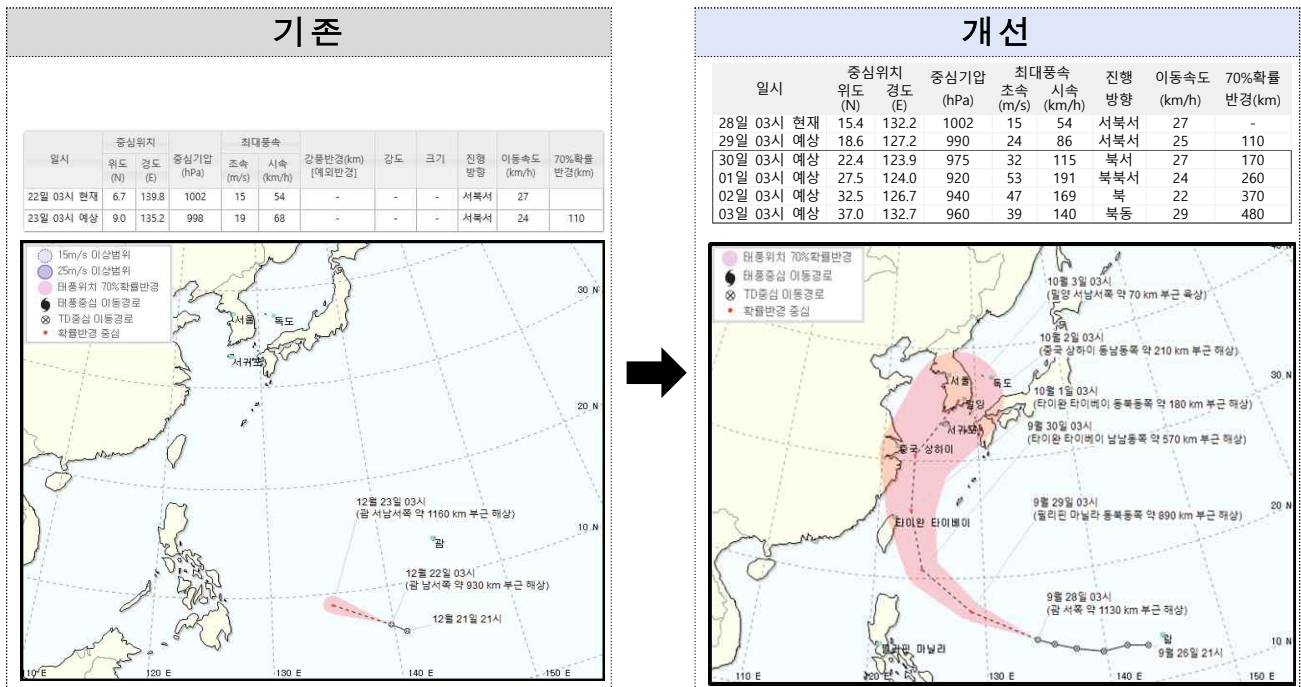 기존
일시 중심위치 중심기압 (hPa) 최대풍속 강풍반경(km) [예외반경] 강도 크기 진행 방향 이동속도 (km/h) 70%확률 반경(km)
위도 (N) 경도 (E) 초속 (m/s) 시속 (km/h)
22일 03시 현재 6.7 139.8 1002 15 54 - - - 서북서 27
23일 03시 예상 9.0 135.2 998 19 68 - - - 서북서 24 110
15m/s 이상범위
25m/s 이상범위
태풍위치 70%확률반경
태풍중심 이동경로
TD중심 이동경로
확률반경 중심
서울
독도
서귀포
30 N
20 N
12월 23일 03시
(괌 서남서쪽 약 1160 km 부근 해상)
10 N
괌
12월 22일 03시
(괌 남서쪽 약 930 km 부근 해상)
12월 21일 21시
110 E
120 E
130 E
140 E
150 E
개선
일시 중심위치 중심기압 (hPa) 최대풍속 진행 방향 이동속도 (km/h) 70%확률 반경(km)
위도 (N) 경도 (E) 초속 (m/s) 시속 (km/h)
28일 03시 현재 15.4 132.2 1002 15 54 서북서 27 -
29일 03시 예상 18.6 127.2 990 24 86 서북서 25 110
30일 03시 예상 22.4 123.9 975 32 115 북서 27 170
01일 03시 예상 27.5 124.0 920 53 191 북북서 24 260
02일 03시 예상 32.5 126.7 940 47 169 북 22 370
03일 03시 예상 37.0 132.7 960 39 140 북동 29 480
태풍위치 70%확률반경
태풍중심 이동경로
TD중심 이동경로
확률반경 중심
10월 3일 03시
(밀양 서남서쪽 약 70 km 부근 육상)
10월 2일 03시
(중국 상하이 동남동쪽 약 210 km 부근 해상)
30 N
서울
독도
10월 1일 03시
(타이완 타이베이 동북동쪽 약 180 km 부근 해상)
밀양
서귀포
9월 30일 03시
(타이완 타이베이 남남동쪽 약 570 km 부근 해상)
중국 상하이
9월 29일 03시
(필리핀 마닐라 동북동쪽 약 890 km 부근 해상)
20 N
타이완 타이베이
9월 28일 03시
(괌 서쪽 약 1130 km 부근 해상)
괌
10 N
필리핀 마닐라
9월 26일 21시
110 E
120 E
130 E
140 E
150 E